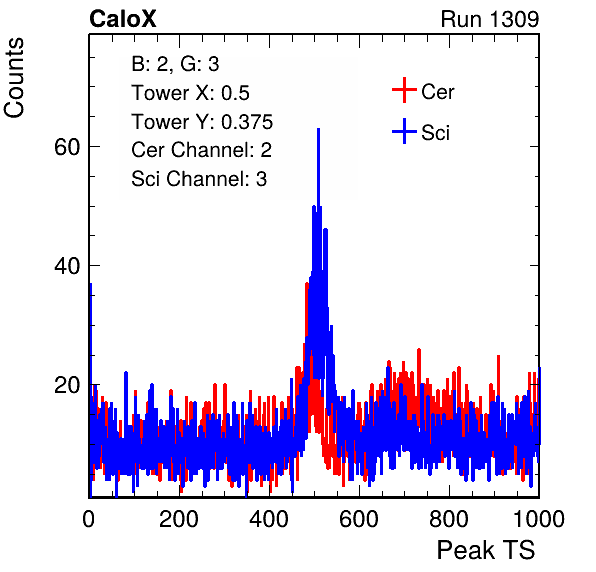 CaloX Run 1309
Counts
B: 2, G: 3
Tower X: 0.5
Tower Y: 0.375
Cer Channel: 2
Sci Channel: 3
Cer
Sci
60
40
20
0 200 400 600 800 1000
Peak TS